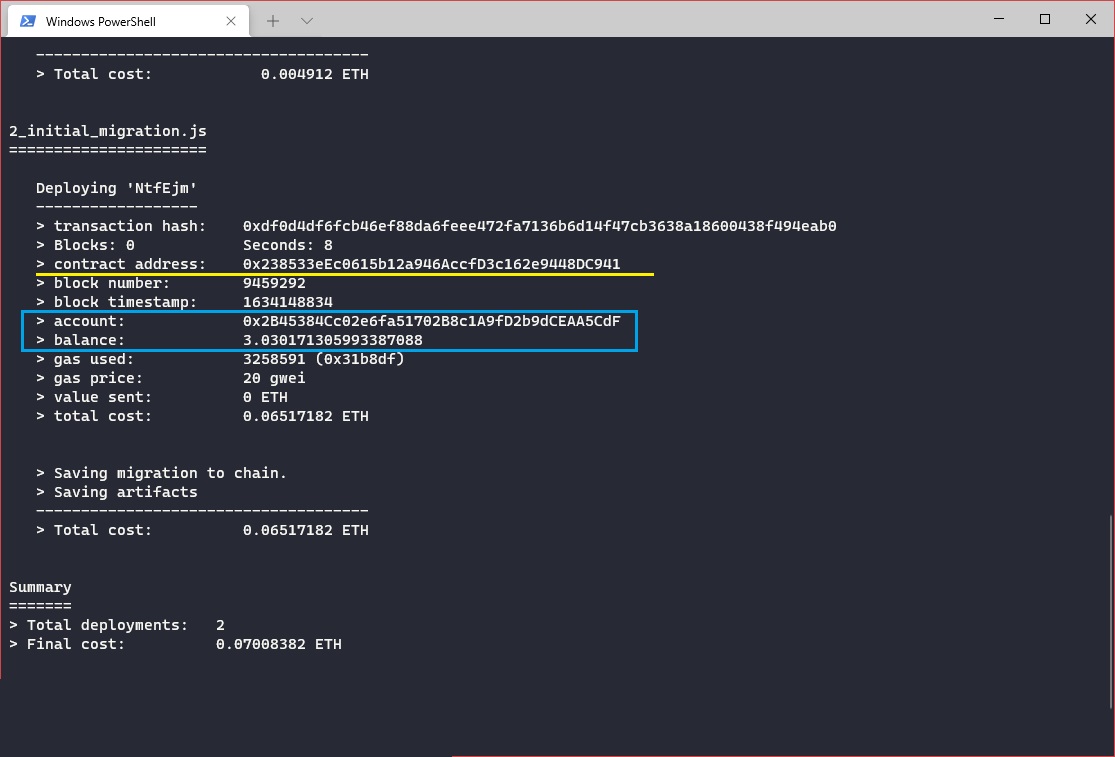 Windows PowerShell
-------------------------------------
> Total cost: 0.004912 ETH
2_initial_migration.js
======================
Deploying 'NtfEjm'
------------------
> transaction hash: 0xdf0d4df6fcb46ef88da6feee472fa7136b6d14f47cb3638a18600438f494eab0
> Blocks: 0 Seconds: 8
> contract address: 0x238533eEc0615b12a946AccfD3c162e9448DC941
> block number: 9459292
> block timestamp: 1634148834
> account: 0x2B45384Cc02e6fa51702B8c1A9fD2b9dCEAA5CdF
> balance: 3.030171305993387088
> gas used: 3258591 (0x31b8df)
> gas price: 20 gwei
> value sent: 0 ETH
> total cost: 0.06517182 ETH
> Saving migration to chain.
> Saving artifacts
-------------------------------------
> Total cost: 0.06517182 ETH
Summary
=======
> Total deployments: 2
> Final cost: 0.07008382 ETH